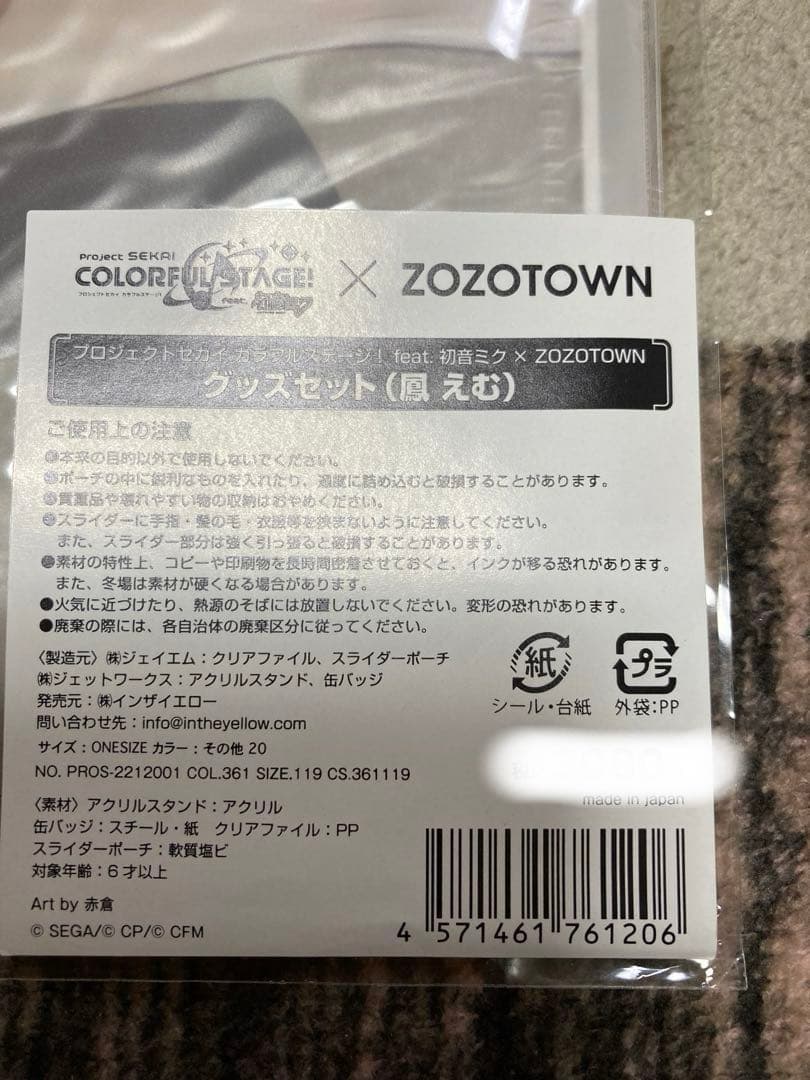 Project SEKAI
COLORFUL STAGE!
プロジェクトセカイ カラフルステージ!
feat. 初音ミク
× ZOZOTOWN
プロジェクトセカイ カラフルステージ! feat. 初音ミク × ZOZOTOWN
グッズセット(鳳 えむ)
ご使用上の注意
●本来の目的以外で使用しないでください。
●ポーチの中に鋭利なものを入れたり、過度に詰め込むと破損することがあります。
●貴重品や壊れやすい物の収納はおやめください。
●スライダーに手指・髪の毛・衣服等を挟まないように注意してください。
また、スライダー部分は強く引っ張ると破損することがあります。
●素材の特性上、コピーや印刷物を長時間密着させておくと、インクが移る恐れがあります。
また、冬場は素材が硬くなる場合があります。
●火気に近づけたり、熱源のそばには放置しないでください。変形の恐れがあります。
●廃棄の際には、各自治体の廃棄区分に従ってください。
〈製造元〉㈱ジェイエム:クリアファイル、スライダーポーチ
㈱ジェットワークス:アクリルスタンド、缶バッジ
発売元:㈱インザイエロー
問い合わせ先:info@intheyellow.com
サイズ:ONESIZE カラー:その他 20
NO. PROS-2212001 COL.361 SIZE.119 CS.361119
紙
シール・台紙
プラ
外袋:PP
made in japan
〈素材〉アクリルスタンド:アクリル
缶バッジ:スチール・紙 クリアファイル:PP
スライダーポーチ:軟質塩ビ
対象年齢:6才以上
Art by 赤倉
© SEGA/© CP/© CFM
4 571461 761206